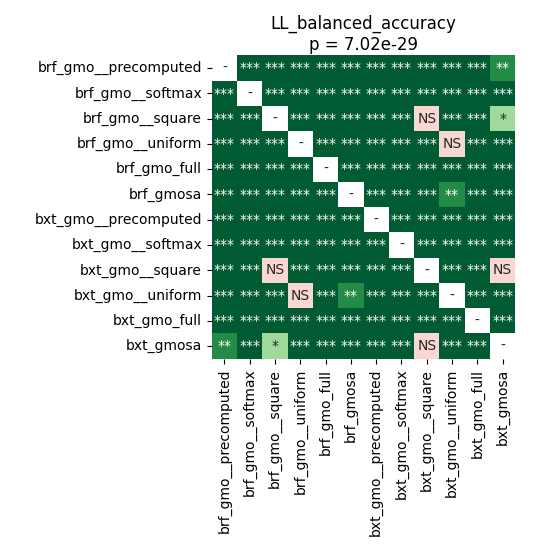 LL_balanced_accuracy
p = 7.02e-29
brf_gmo__precomputed - *** *** *** *** *** *** *** *** *** *** **
brf_gmo__softmax *** - *** *** *** *** *** *** *** *** *** ***
brf_gmo__square *** *** - *** *** *** *** *** NS *** *** *
brf_gmo__uniform *** *** *** - *** *** *** *** *** NS *** ***
brf_gmo_full *** *** *** *** - *** *** *** *** *** *** ***
brf_gmosa *** *** *** *** *** - *** *** *** ** *** ***
bxt_gmo__precomputed *** *** *** *** *** *** - *** *** *** *** ***
bxt_gmo__softmax *** *** *** *** *** *** *** - *** *** *** ***
bxt_gmo__square *** *** NS *** *** *** *** *** - *** *** NS
bxt_gmo__uniform *** *** *** NS *** ** *** *** *** - *** ***
bxt_gmo_full *** *** *** *** *** *** *** *** *** *** - ***
bxt_gmosa ** *** * *** *** *** *** *** NS *** *** -
brf_gmo__precomputed
brf_gmo__softmax
brf_gmo__square
brf_gmo__uniform
brf_gmo_full
brf_gmosa
bxt_gmo__precomputed
bxt_gmo__softmax
bxt_gmo__square
bxt_gmo__uniform
bxt_gmo_full
bxt_gmosa